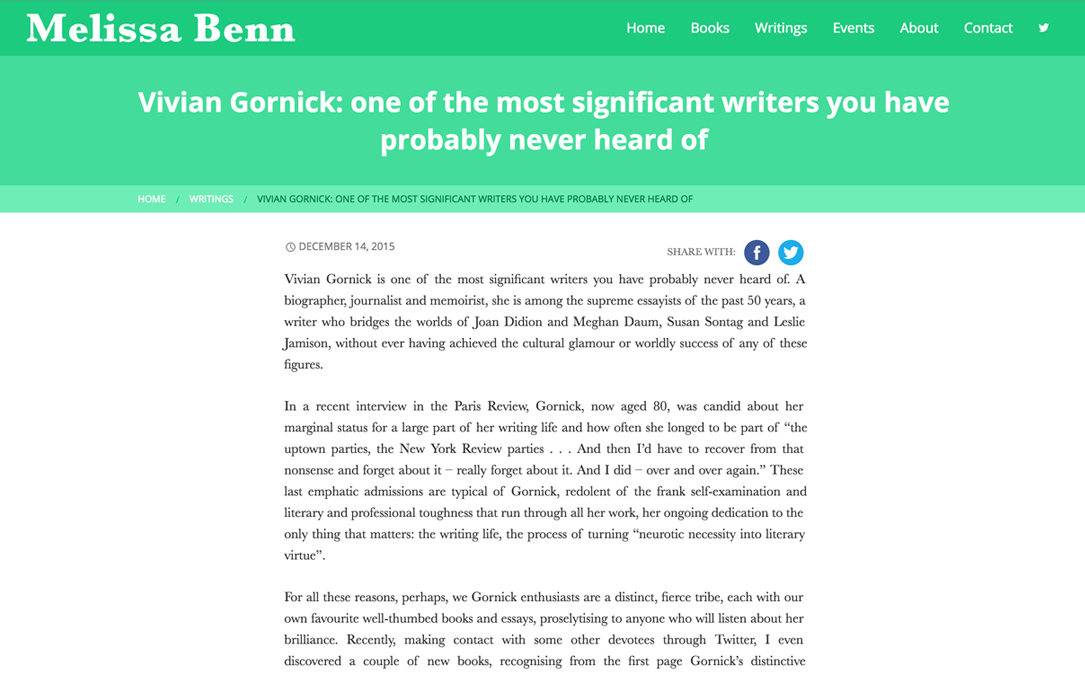 Melissa Benn
Home Books Writings Events About Contact
Vivian Gornick: one of the most significant writers you have
probably never heard of
HOME / WRITINGS / VIVIAN GORNICK: ONE OF THE MOST SIGNIFICANT WRITERS YOU HAVE PROBABLY NEVER HEARD OF
DECEMBER 14, 2015
SHARE WITH:
Vivian Gornick is one of the most significant writers you have probably never heard of. A
biographer, journalist and memoirist, she is among the supreme essayists of the past 50 years, a
writer who bridges the worlds of Joan Didion and Meghan Daum, Susan Sontag and Leslie
Jamison, without ever having achieved the cultural glamour or worldly success of any of these
figures.
In a recent interview in the Paris Review, Gornick, now aged 80, was candid about her
marginal status for a large part of her writing life and how often she longed to be part of “the
uptown parties, the New York Review parties . . . And then I’d have to recover from that
nonsense and forget about it – really forget about it. And I did – over and over again.” These
last emphatic admissions are typical of Gornick, redolent of the frank self-examination and
literary and professional toughness that run through all her work, her ongoing dedication to the
only thing that matters: the writing life, the process of turning “neurotic necessity into literary
virtue”.
For all these reasons, perhaps, we Gornick enthusiasts are a distinct, fierce tribe, each with our
own favourite well-thumbed books and essays, proselytising to anyone who will listen about her
brilliance. Recently, making contact with some other devotees through Twitter, I even
discovered a couple of new books, recognising from the first page Gornick’s distinctive